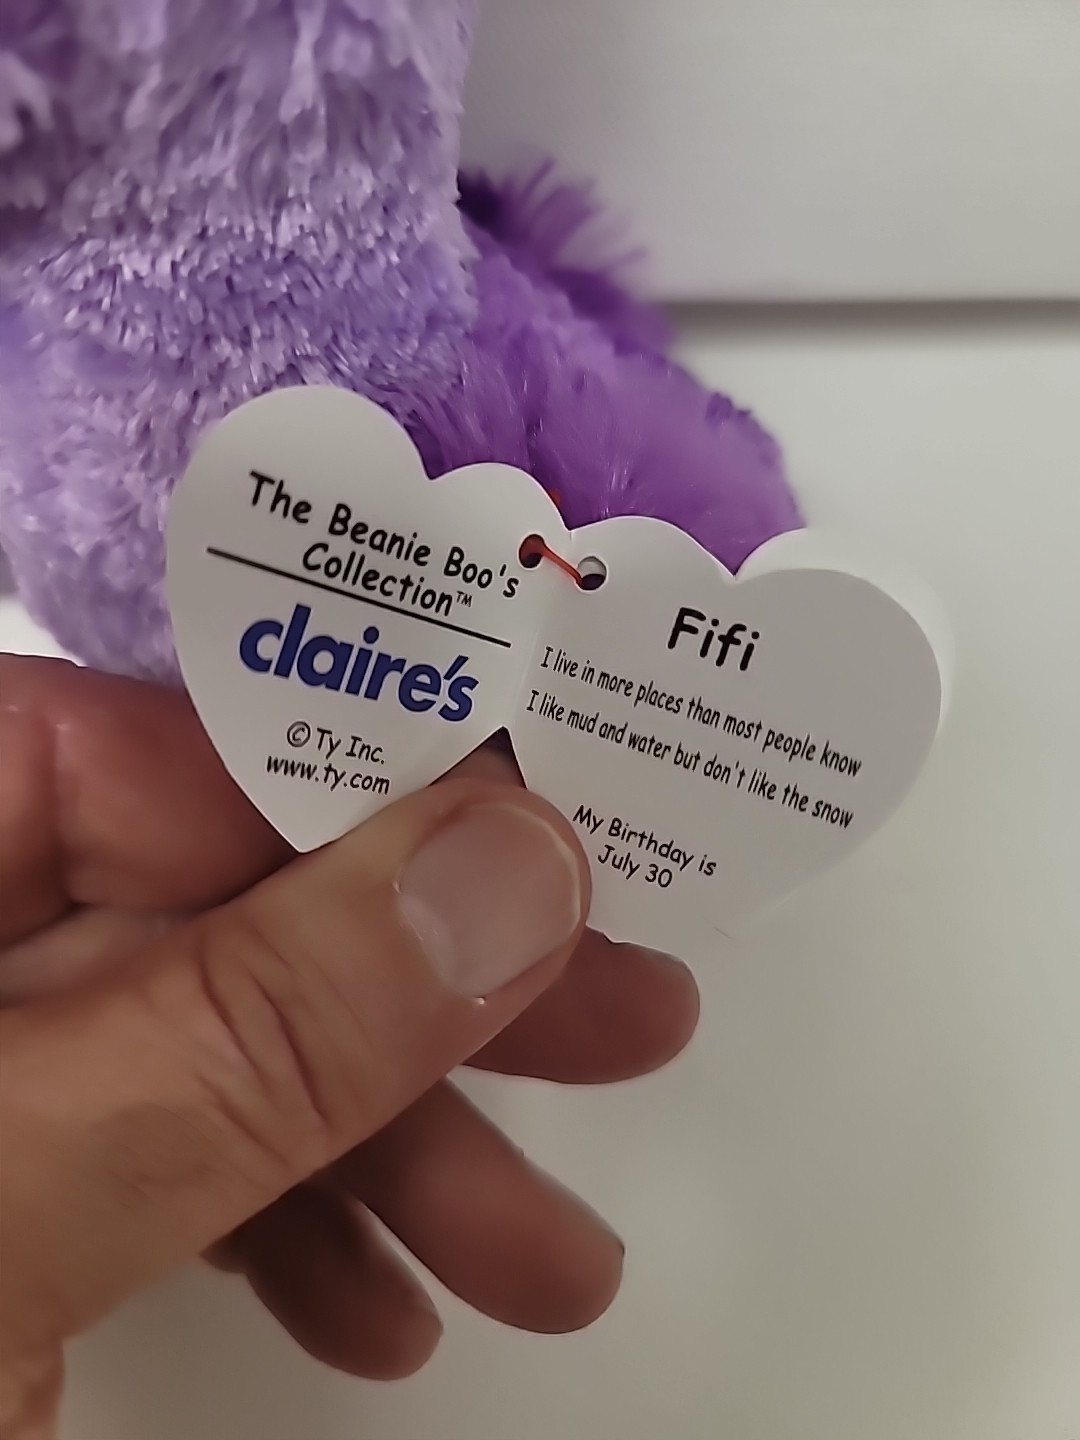 The Beanie Boo's
Collection™
claire's
© Ty Inc.
www.ty.com
Fifi
I live in more places than most people know
I like mud and water but don't like the snow
My Birthday is
July 30